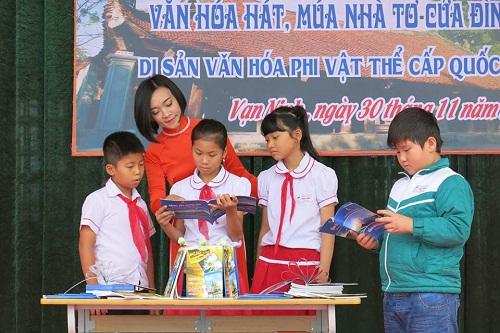 VĂN HÓA HÁT, MÚA NHÀ TƠ-CỬA ĐÌN
DI SẢN VĂN HÓA PHI VẬT THỂ CẤP QUỐC
Vạn Ninh, ngày 30 tháng 11 năm